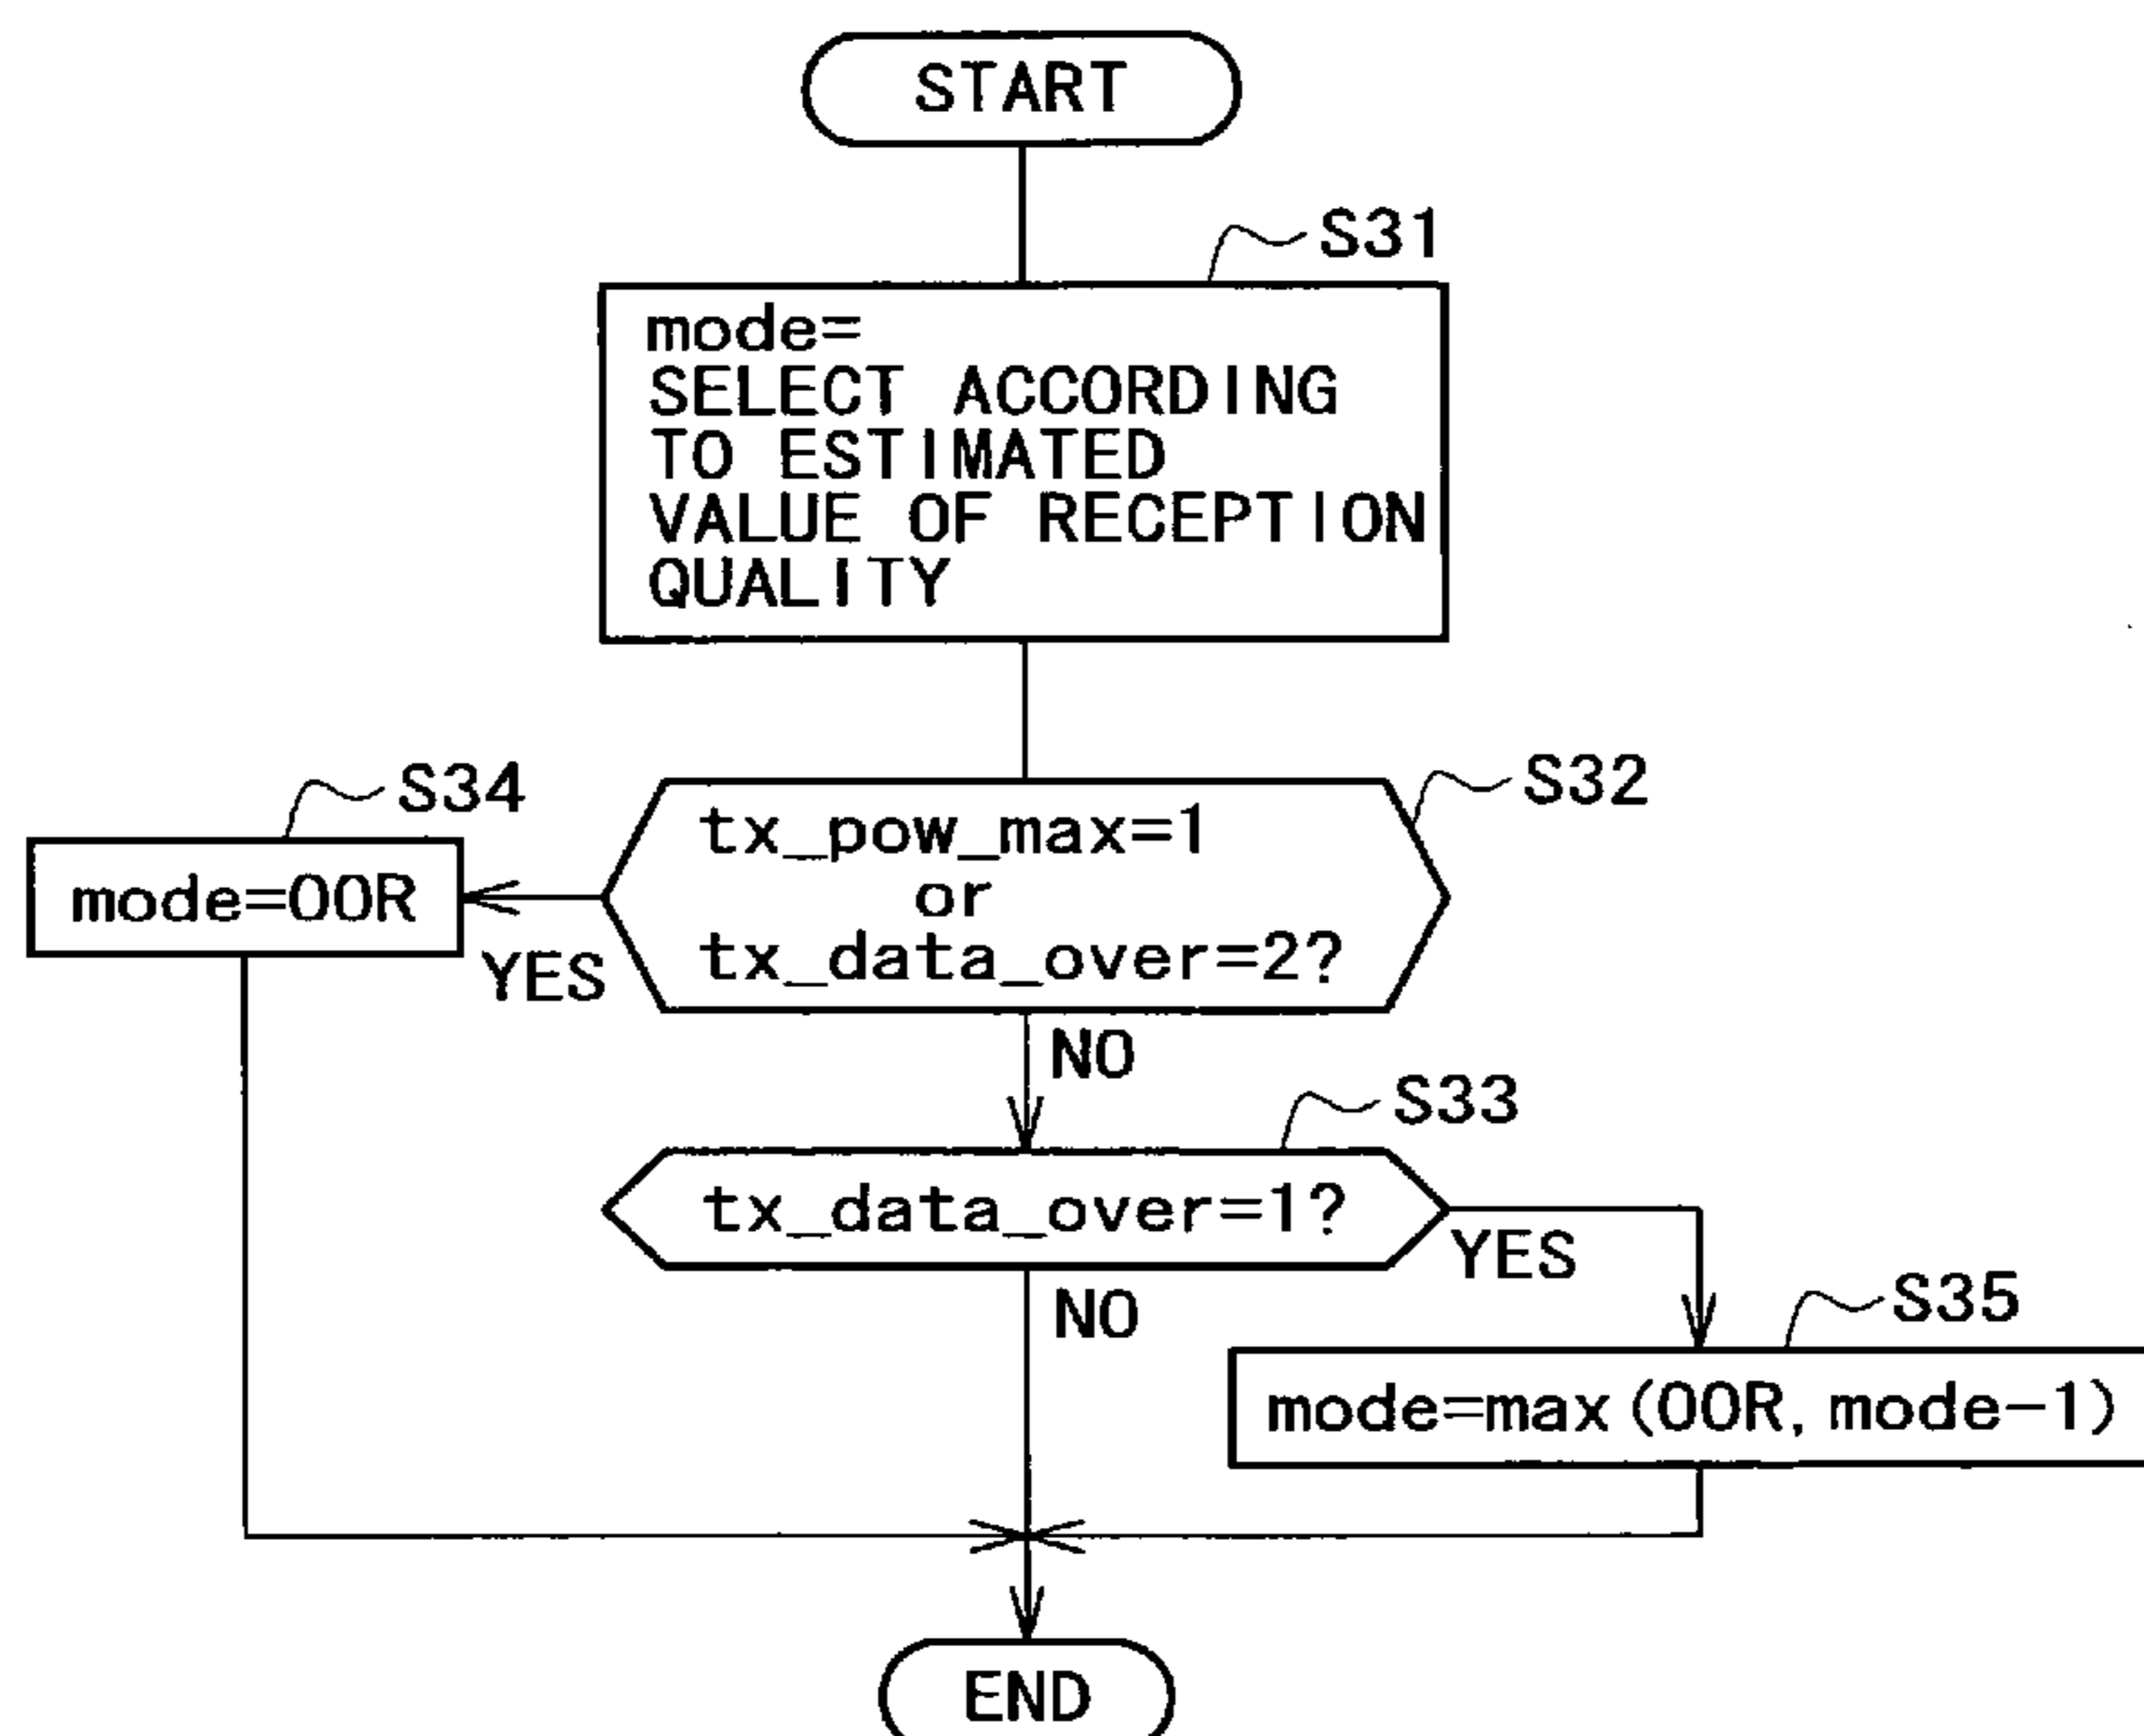 START
S31
mode=
SELECT ACCORDING
TO ESTIMATED
VALUE OF RECEPTION
QUALITY
S34
S32
mode=OOR
tx_pow_max=1
or
tx_data_over=2?
YES
NO
S33
tx_data_over=1?
YES
NO
S35
mode=max(OOR,mode-1)
END